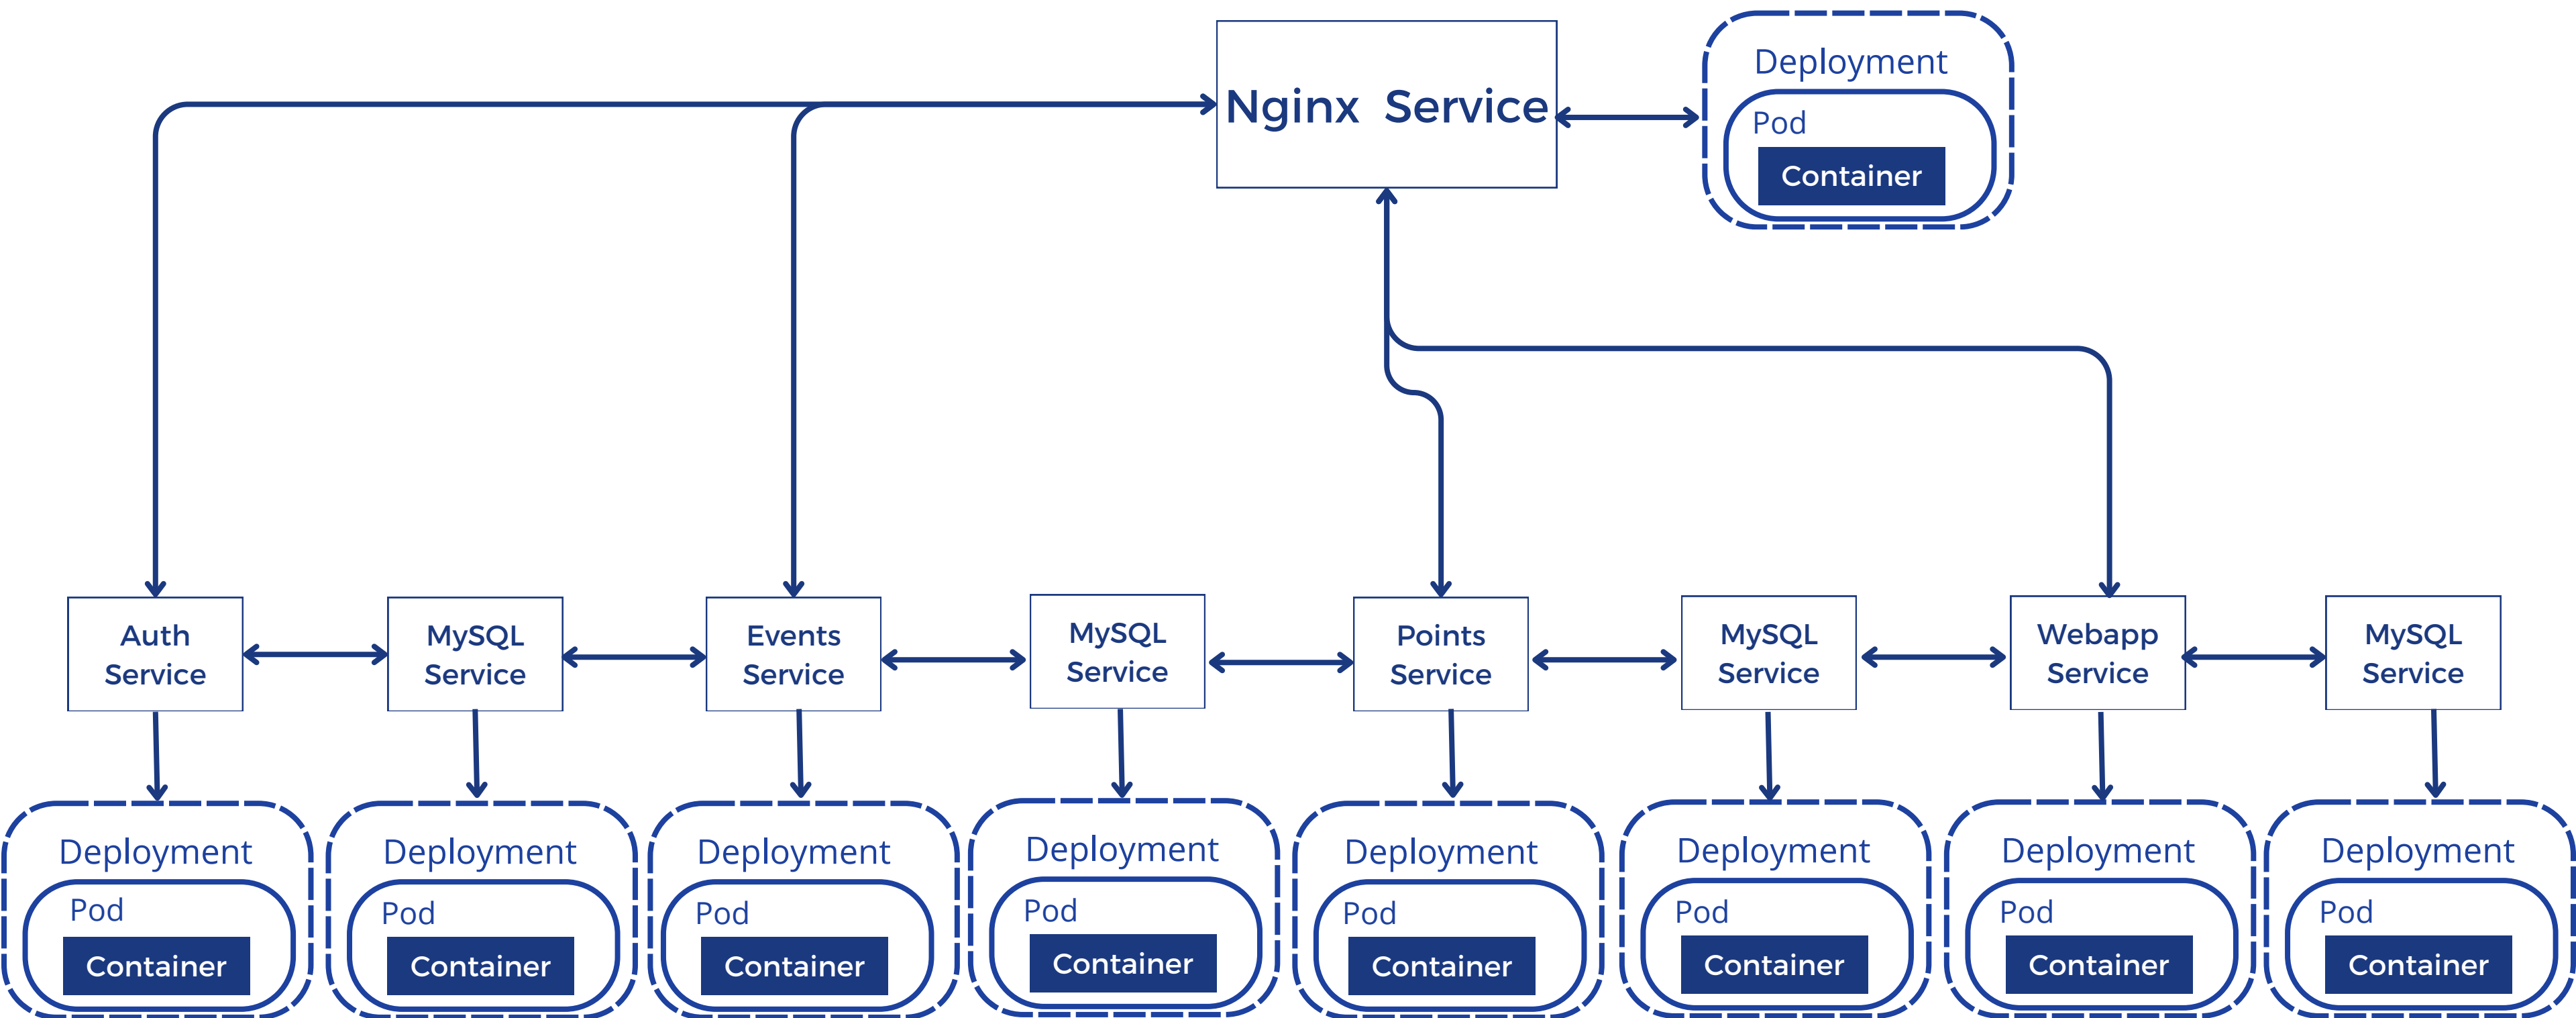 Nginx Service
Deployment
Pod
Container
Auth
Service
MySQL
Service
Events
Service
MySQL
Service
Points
Service
MySQL
Service
Webapp
Service
MySQL
Service
Deployment
Pod
Container
Deployment
Pod
Container
Deployment
Pod
Container
Deployment
Pod
Container
Deployment
Pod
Container
Deployment
Pod
Container
Deployment
Pod
Container
Deployment
Pod
Container